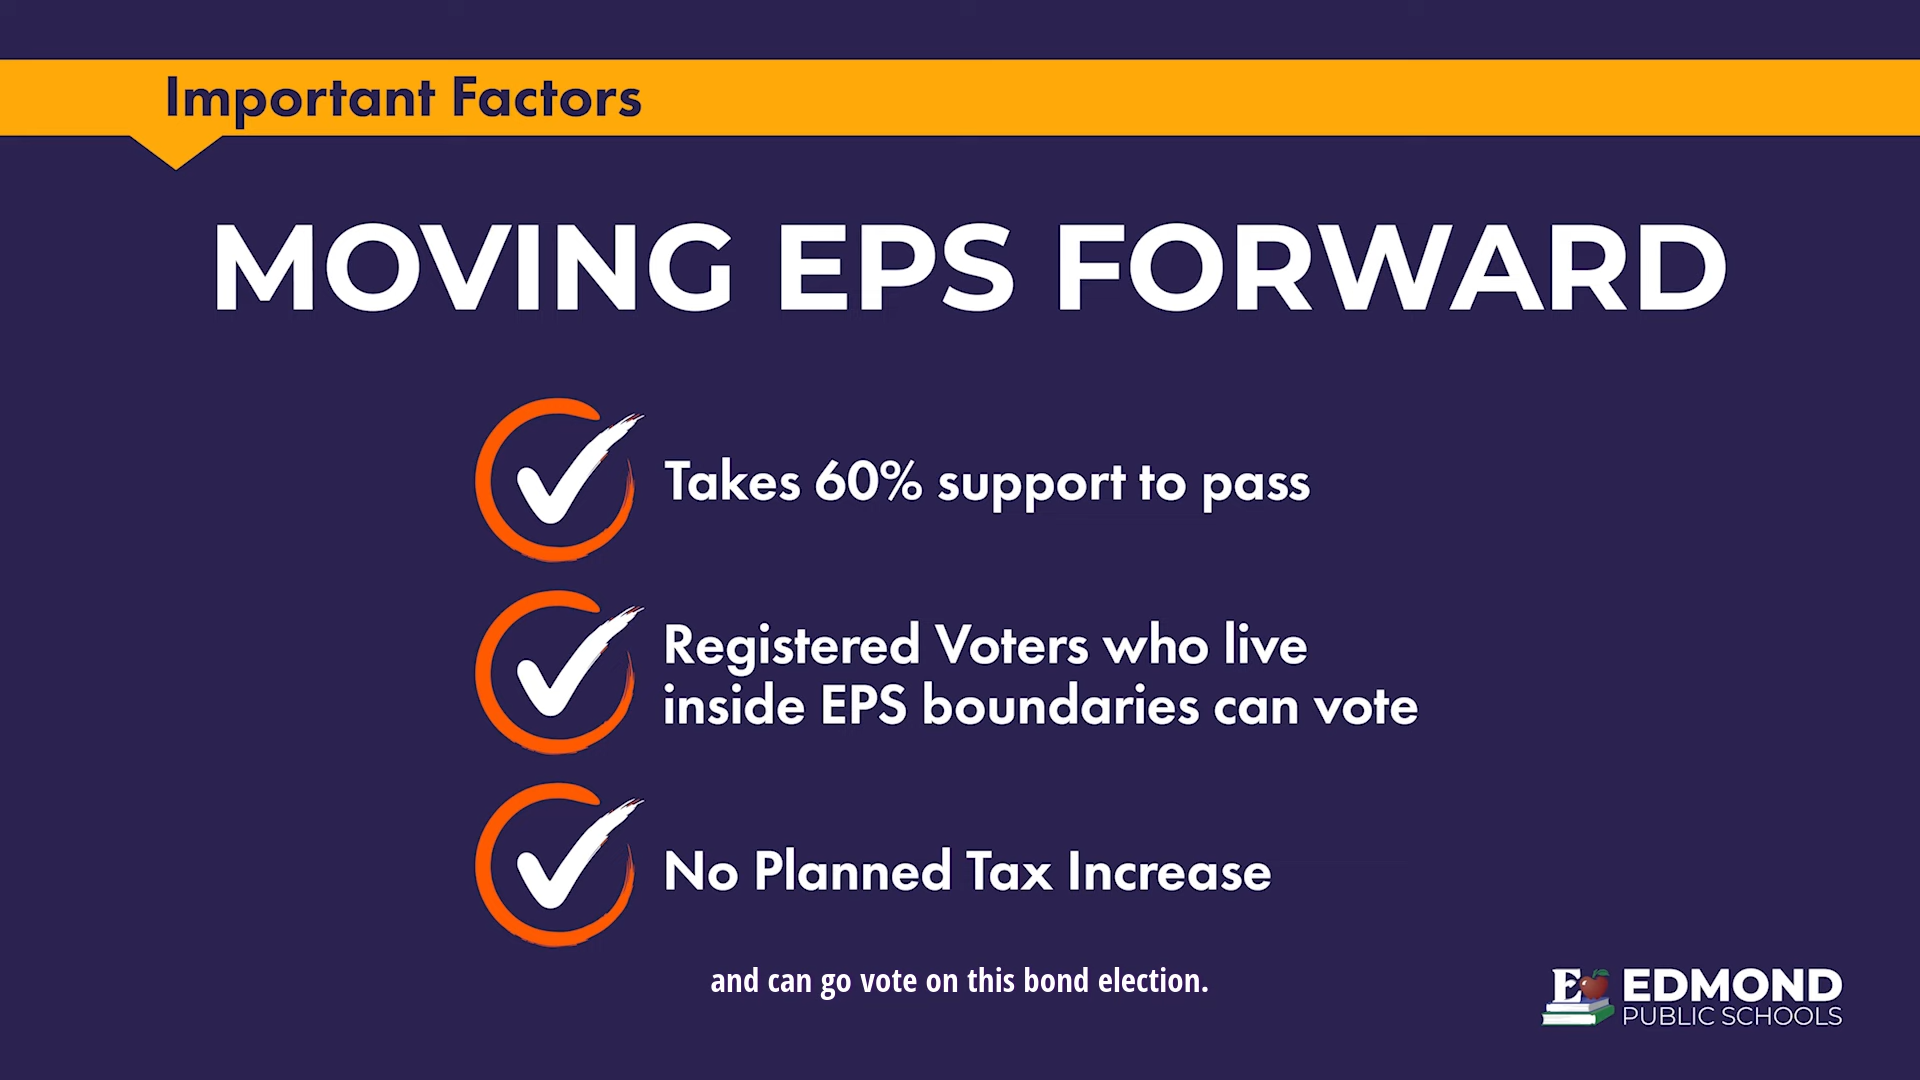 Important Factors
MOVING EPS FORWARD
Takes 60% support to pass
Registered Voters who live
inside EPS boundaries can vote
No Planned Tax Increase
and can go vote on this bond election.
E
EDMOND
PUBLIC SCHOOLS